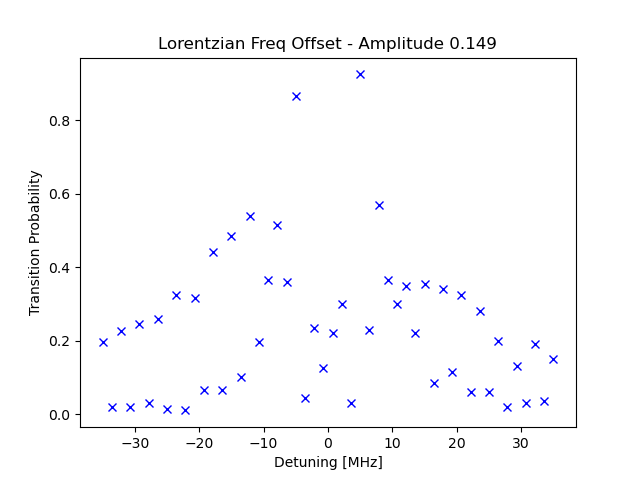 Lorentzian Freq Offset - Amplitude 0.149
Transition Probability
0.8
0.6
0.4
0.2
0.0
−30 −20 −10 0 10 20 30
Detuning [MHz]